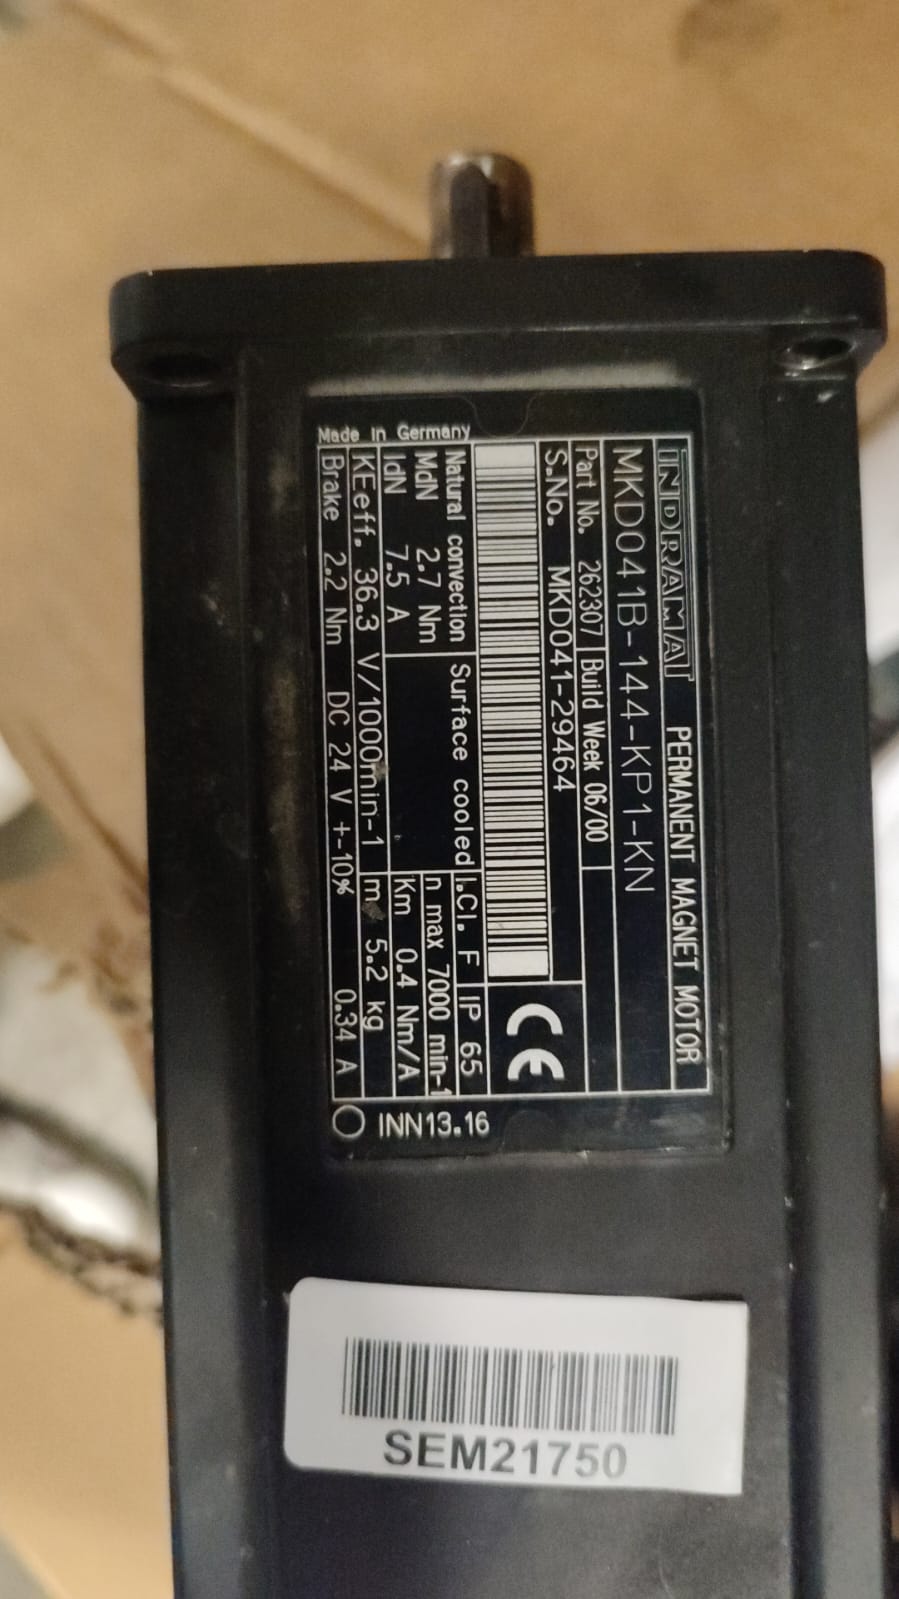 INDRAMAT PERMANENT MAGNET MOTOR
MKD041B-144-KP1-KN
Part No. 262307 Build Week 06/00
S.No. MKD041-29464
CE
Natural convection Surface cooled I.Cl. F IP 65
MdN 2.7 Nm n max 7000 min-1
IdN 7.5 A Km 0.4 Nm/A
KEeff. 36.3 V/1000min-1 m 5.2 kg
Brake 2.2 Nm DC 24 V +-10% 0.34 A
Made in Germany
INN13.16
SEM21750